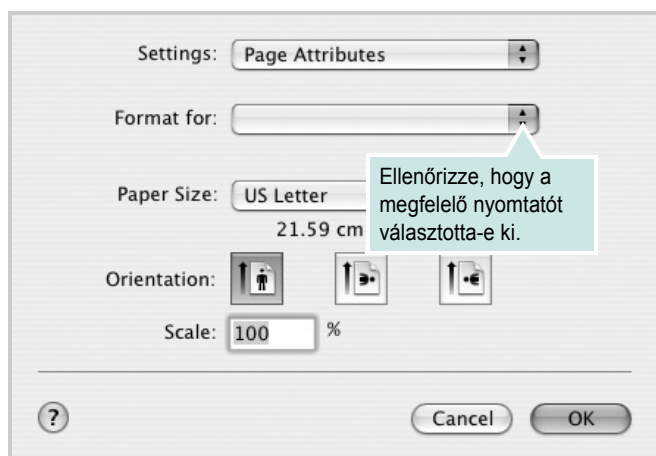 Settings: Page Attributes
Format for:
Ellenőrizze, hogy a
megfelelő nyomtatót
választotta-e ki.
Paper Size: US Letter
21.59 cm
Orientation:
Scale: 100 %
? Cancel OK